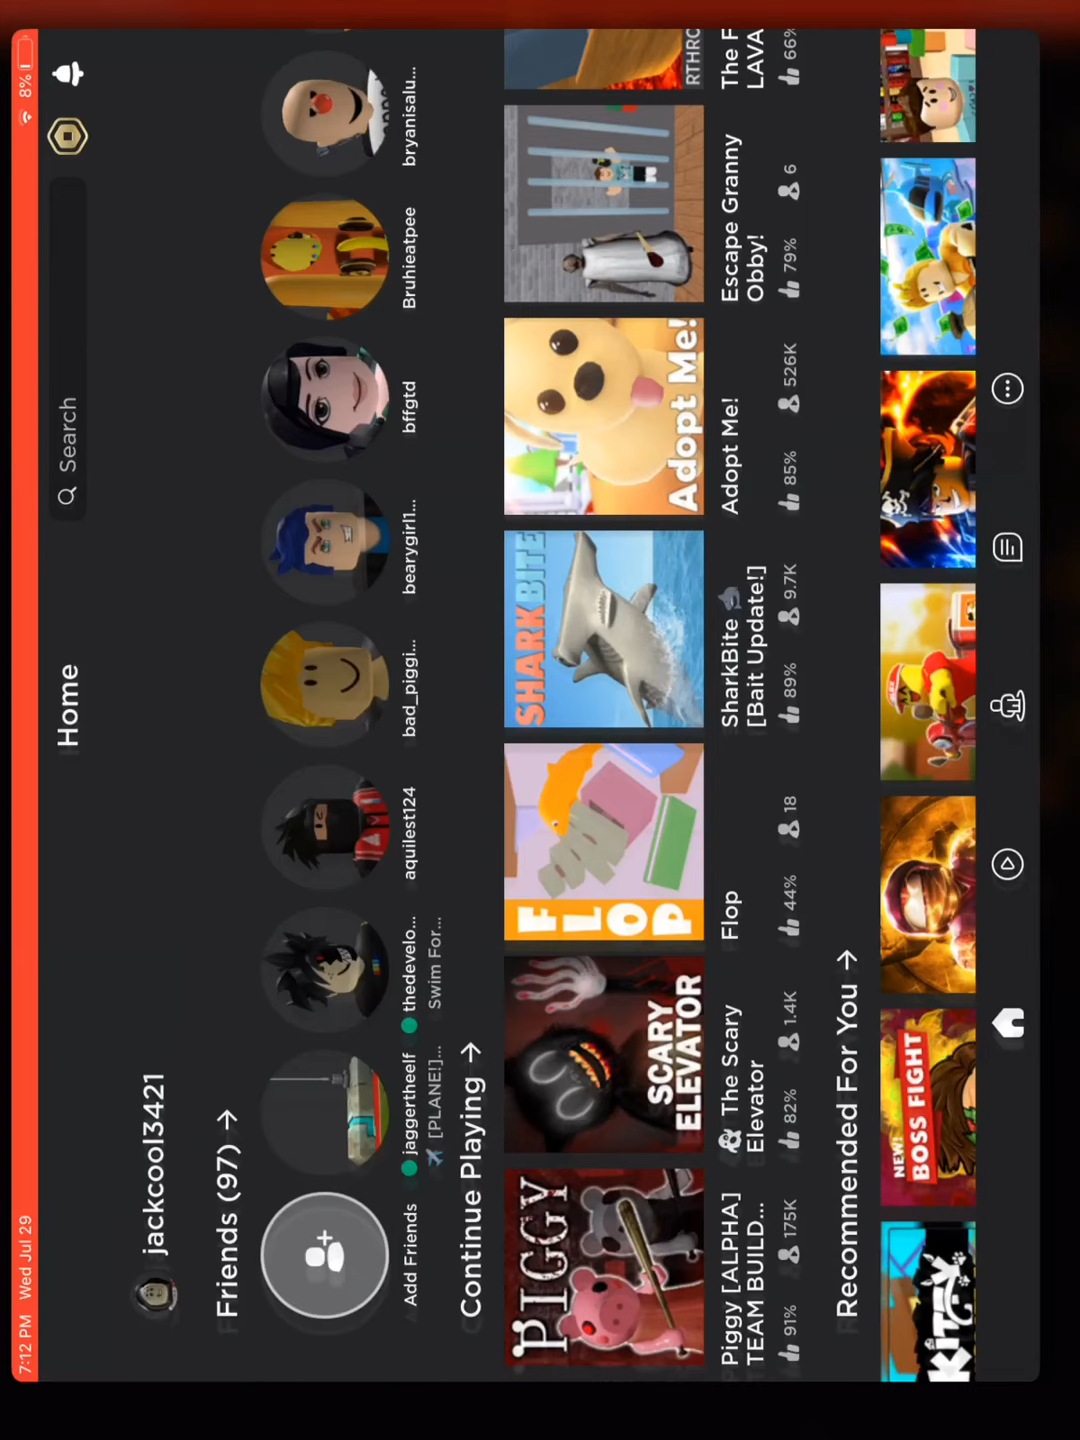 7:12 PM Wed Jul 29
8%
Home
Search
jackcool3421
Friends (97) →
Add Friends
jaggertheelf
[PLANE!]...
thedevelo...
Swim For...
aquilest124
bad_piggi...
bearygirl1...
bffgtd
Bruhieatpee
bryanisalu...
Continue Playing →
PIGGY
SCARY
ELEVATOR
FLOP
SHARKBITE
Adopt Me!
RTHRO
Piggy [ALPHA]
TEAM BUILD...
91% 175K
The Scary
Elevator
82% 1.4K
Flop
44% 18
SharkBite
[Bait Update!]
89% 9.7K
Adopt Me!
85% 526K
Escape Granny
Obby!
79% 6
The F
LAVA
66%
Recommended For You →
KITTY
NEW!
BOSS FIGHT